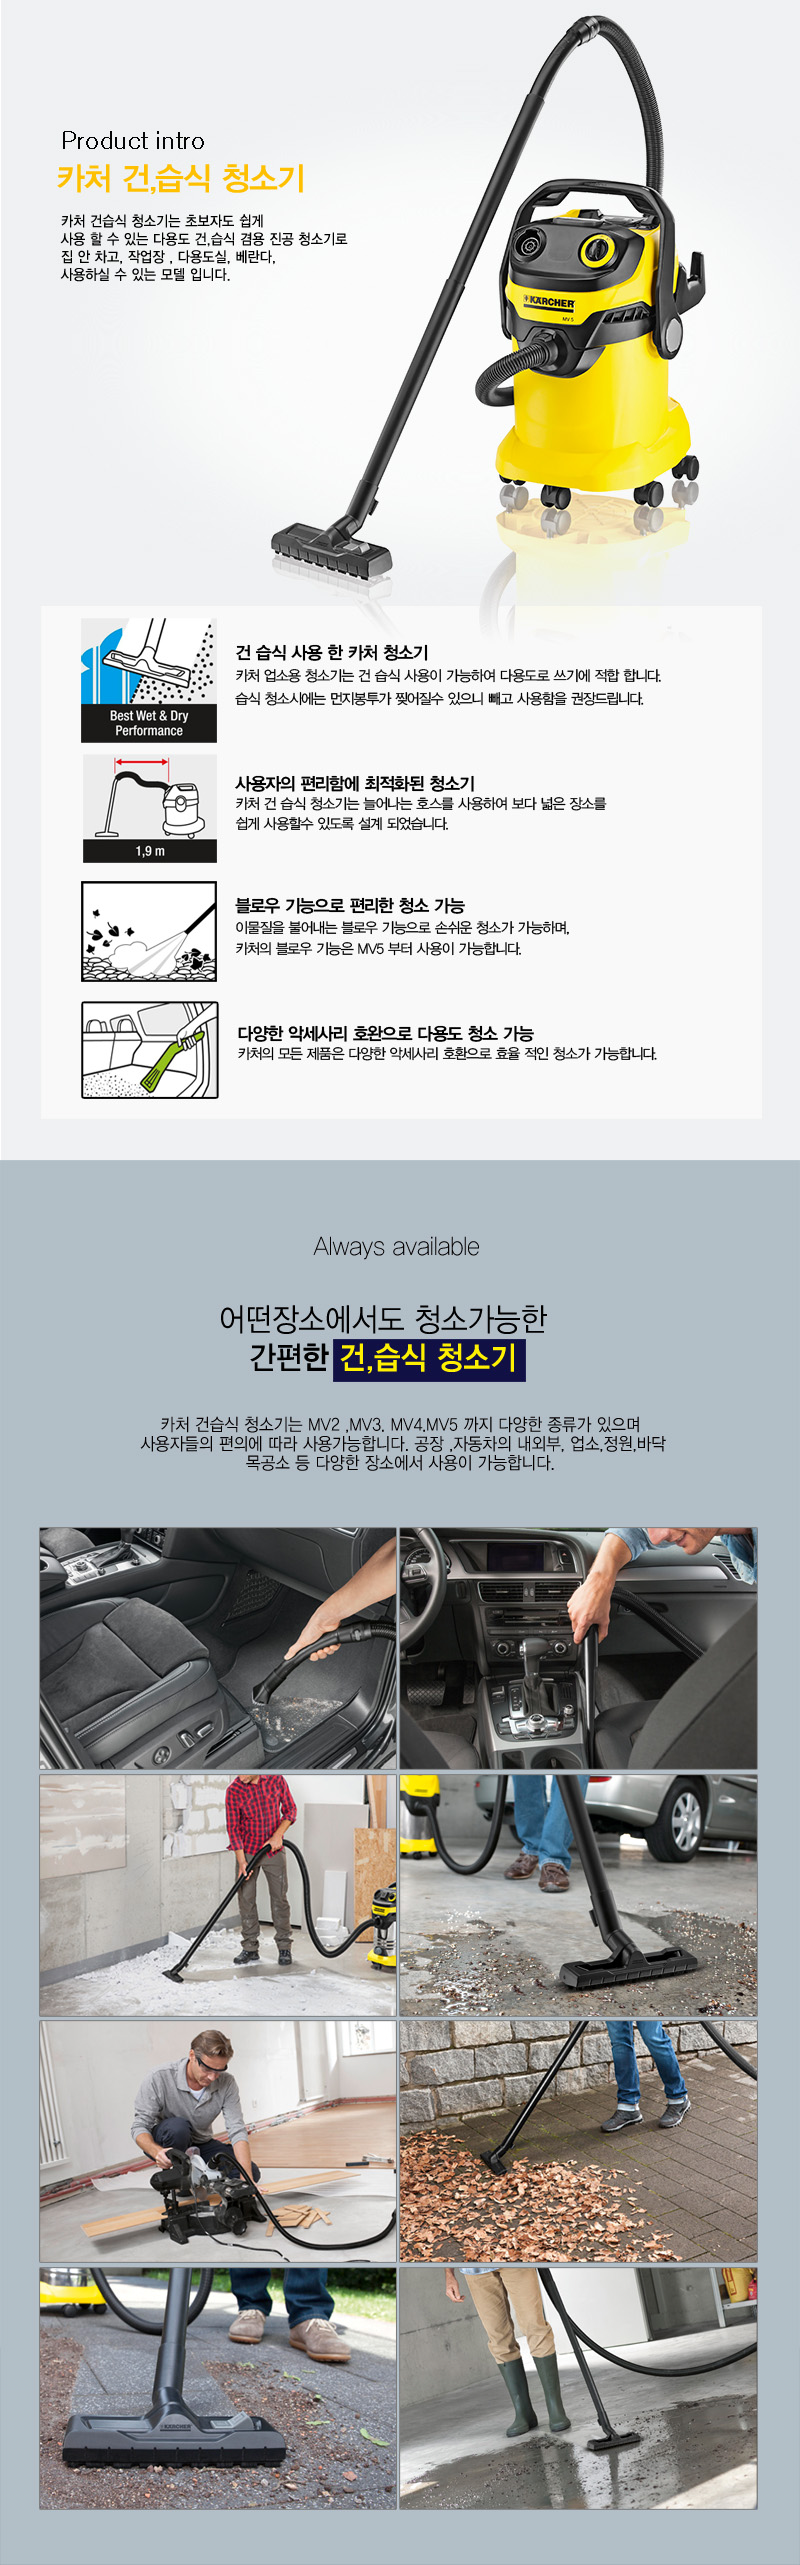 Product intro
카처 건,습식 청소기
카처 건습식 청소기는 초보자도 쉽게
사용 할 수 있는 다용도 건,습식 겸용 진공 청소기로
집 안 차고, 작업장 , 다용도실, 베란다,
사용하실 수 있는 모델 입니다.
KÄRCHER
MV 5
Best Wet & Dry
Performance
건 습식 사용 한 카처 청소기
카처 업소용 청소기는 건 습식 사용이 가능하여 다용도로 쓰기에 적합 합니다.
습식 청소시에는 먼지봉투가 찢어질수 있으니 빼고 사용함을 권장드립니다.
1,9 m
사용자의 편리함에 최적화된 청소기
카처 건 습식 청소기는 늘어나는 호스를 사용하여 보다 넓은 장소를
쉽게 사용할수 있도록 설계 되었습니다.
블로우 기능으로 편리한 청소 가능
이물질을 불어내는 블로우 기능으로 손쉬운 청소가 가능하며,
카처의 블로우 기능은 MV5 부터 사용이 가능합니다.
다양한 악세사리 호완으로 다용도 청소 가능
카처의 모든 제품은 다양한 악세사리 호환으로 효율 적인 청소가 가능합니다.
Always available
어떤장소에서도 청소가능한
간편한 건,습식 청소기
카처 건습식 청소기는 MV2 ,MV3, MV4,MV5 까지 다양한 종류가 있으며
사용자들의 편의에 따라 사용가능합니다. 공장 ,자동차의 내외부, 업소,정원,바닥
목공소 등 다양한 장소에서 사용이 가능합니다.
KÄRCHER